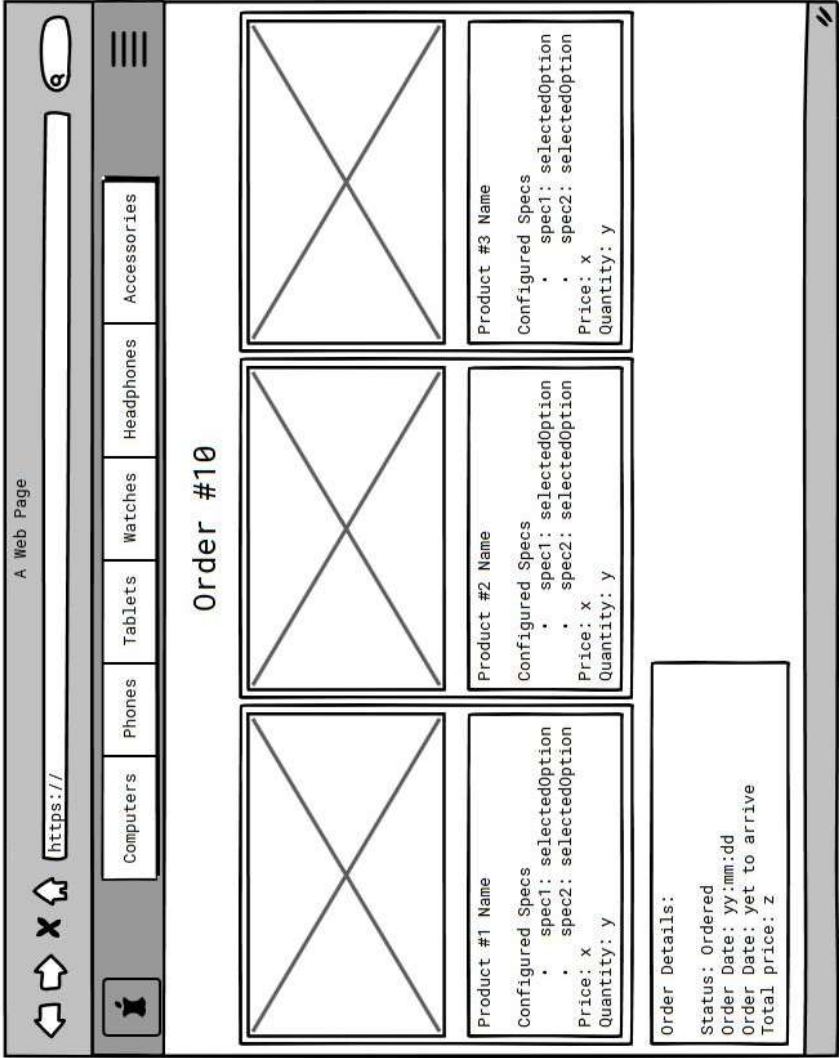 A Web Page
https://
Computers
Phones
Tablets
Watches
Headphones
Accessories
Order #10
Product #1 Name
Configured Specs
• spec1: selectedOption
• spec2: selectedOption
Price: x
Quantity: y
Product #2 Name
Configured Specs
• spec1: selectedOption
• spec2: selectedOption
Price: x
Quantity: y
Product #3 Name
Configured Specs
• spec1: selectedOption
• spec2: selectedOption
Price: x
Quantity: y
Order Details:
Status: Ordered
Order Date: yy:mm:dd
Order Date: yet to arrive
Total price: Z